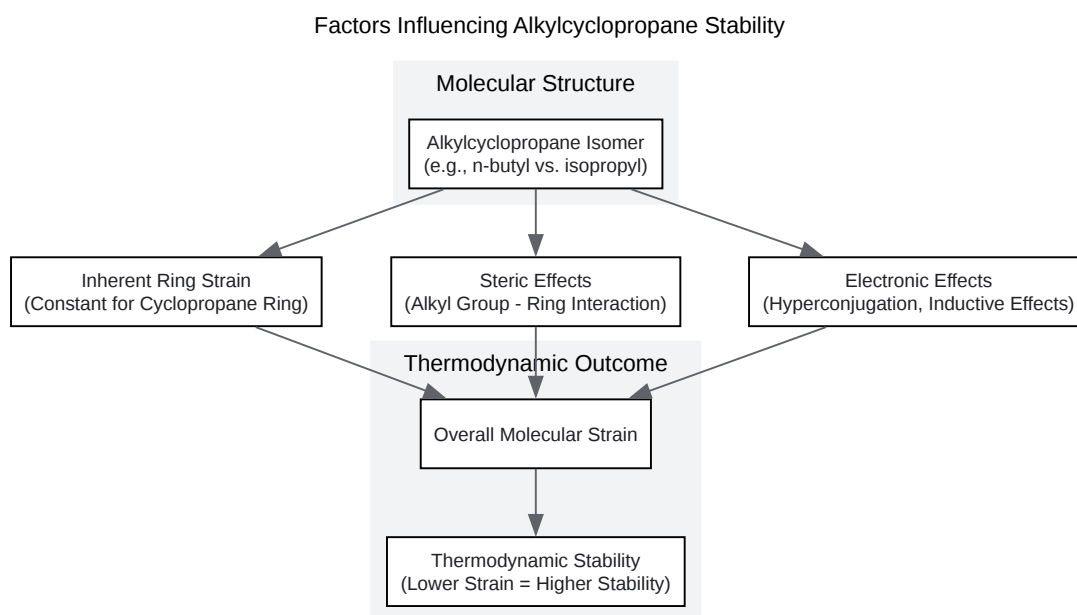 Factors Influencing Alkylcyclopropane Stability
Molecular Structure
Alkylcyclopropane Isomer
(e.g., n-butyl vs. isopropyl)
Inherent Ring Strain
(Constant for Cyclopropane Ring)
Steric Effects
(Alkyl Group - Ring Interaction)
Electronic Effects
(Hyperconjugation, Inductive Effects)
Thermodynamic Outcome
Overall Molecular Strain
Thermodynamic Stability
(Lower Strain = Higher Stability)